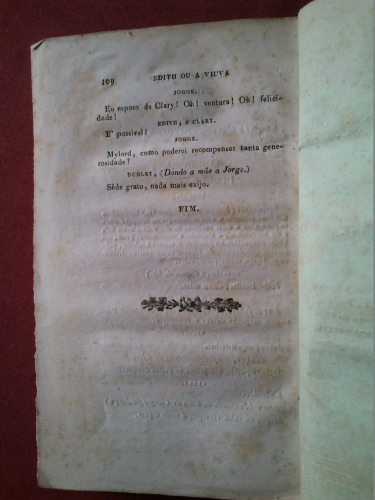 100 EDITH OU A VIUVA
JORGE.
Eu esposo de Clary! Oh! ventura! Oh! felici-
dade!
EDITH, e CLARY.
E' possivel!
JORGE.
Mylord, como poderei recompensar tanta gene-
rosidade?
DUDLEY, (Dando a mão a Jorge.)
Sêde grato, nada mais exijo.
FIM.